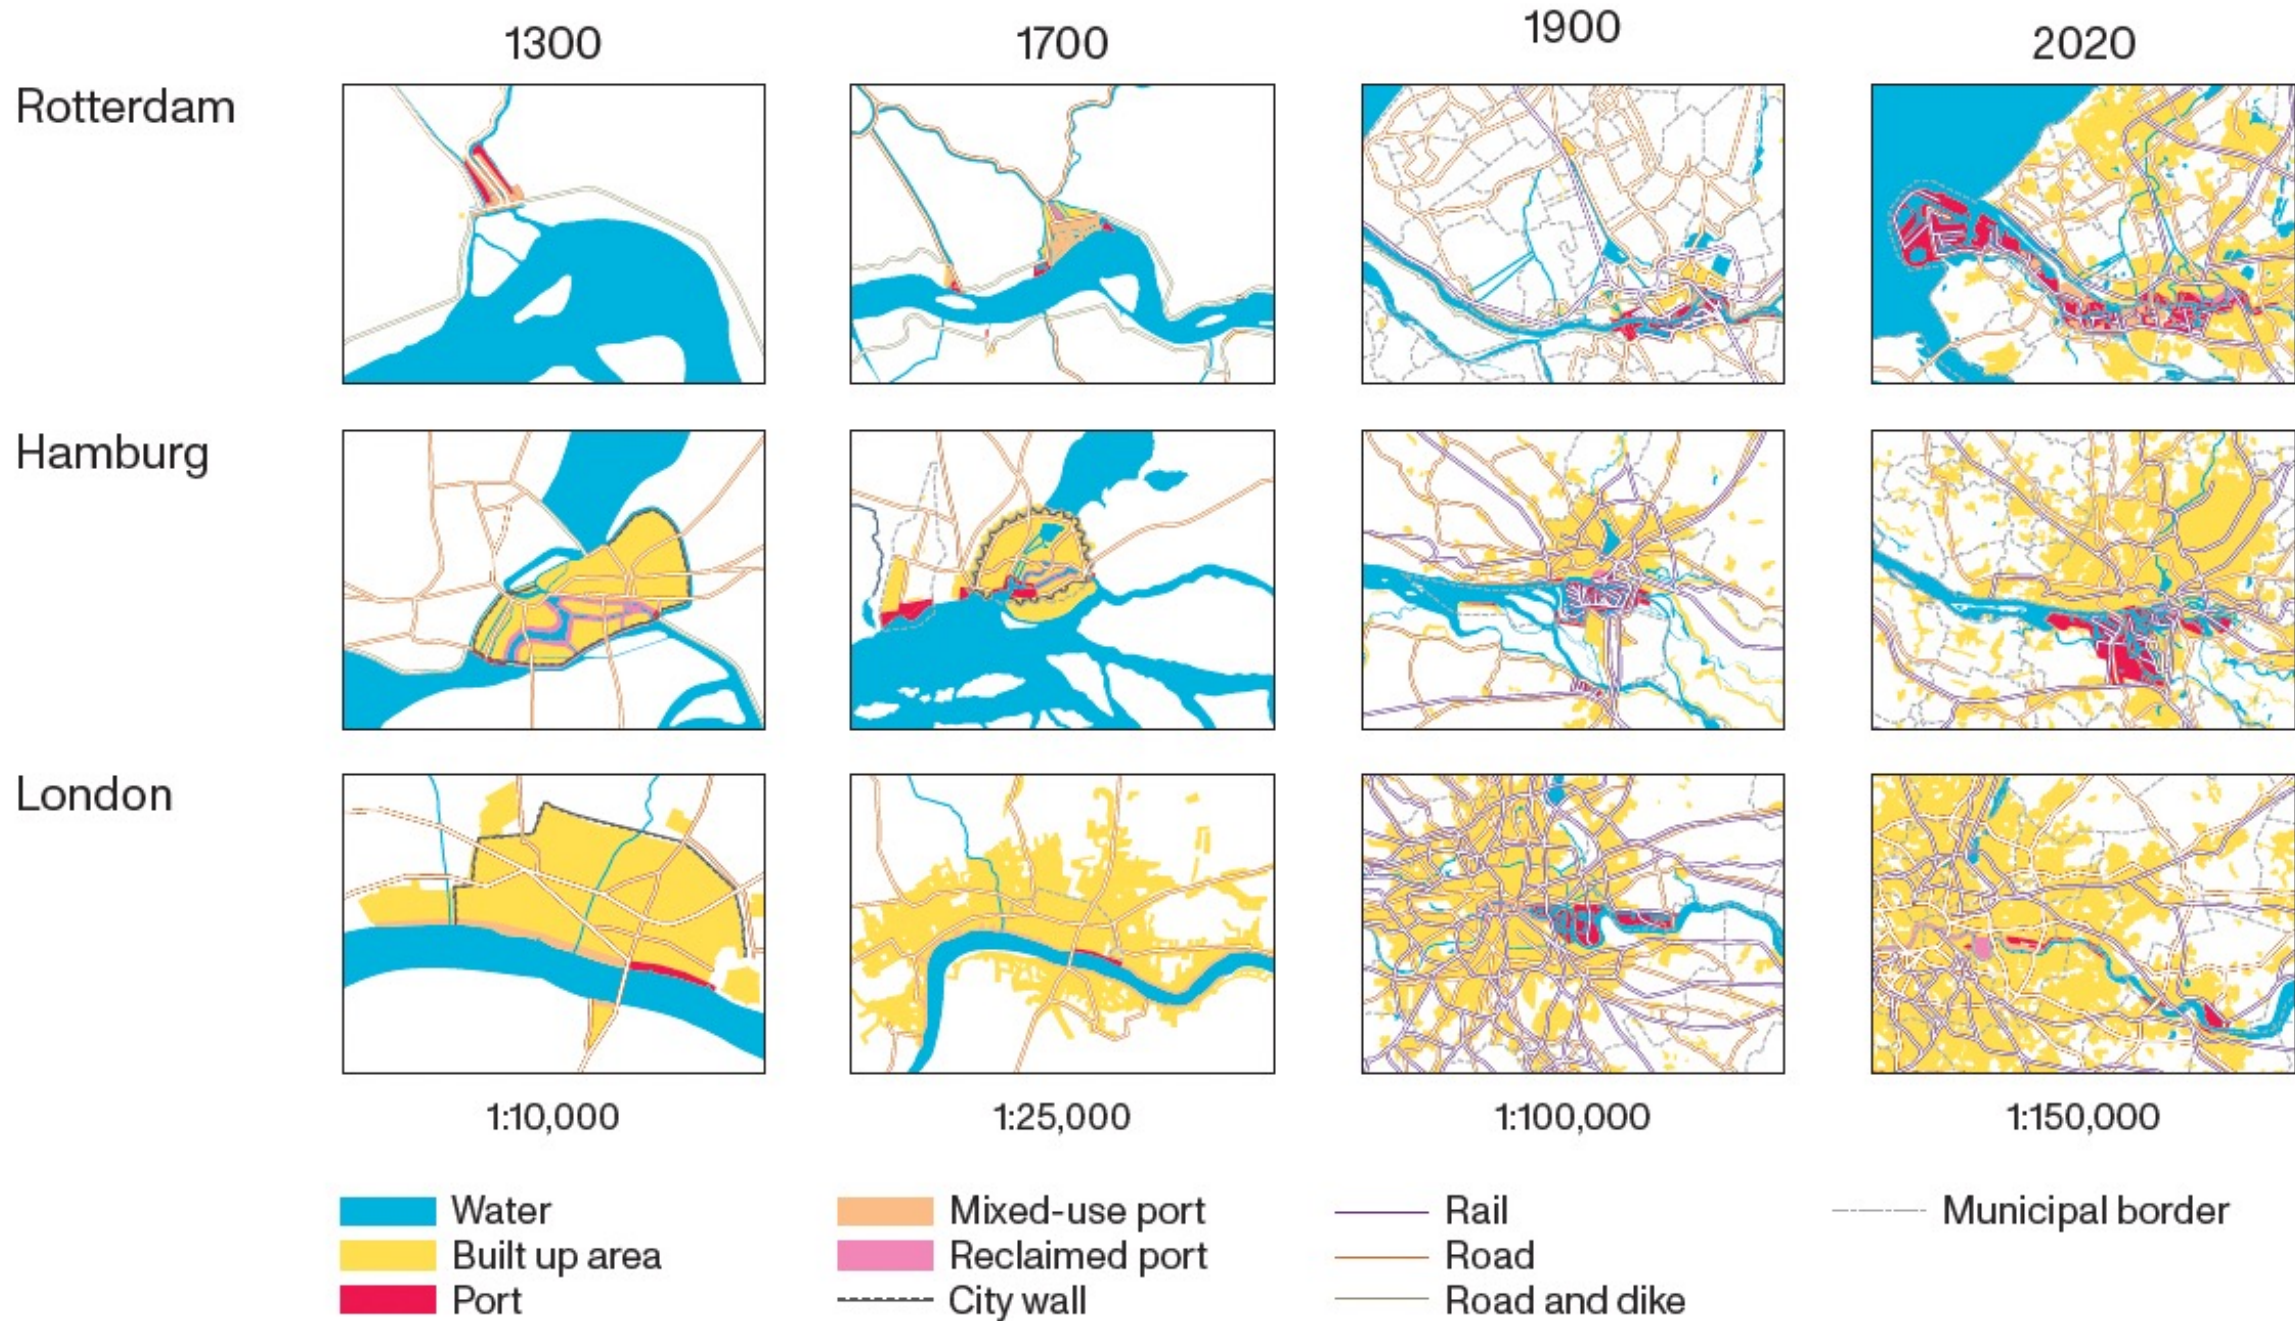 1300 1700 1900 2020
Rotterdam
Hamburg
London
1:10,000 1:25,000 1:100,000 1:150,000
Water Mixed-use port Rail Municipal border
Built up area Reclaimed port Road
Port City wall Road and dike